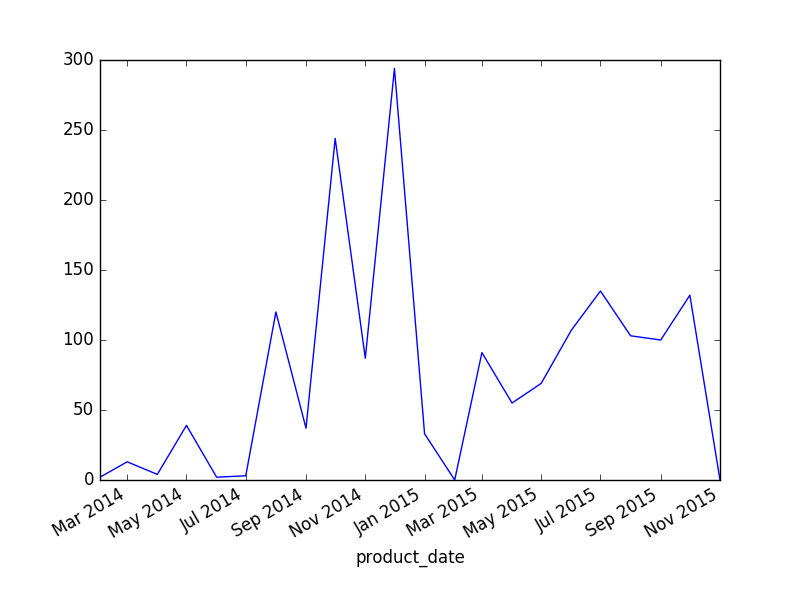 300
250
200
150
100
50
0
Mar 2014
May 2014
Jul 2014
Sep 2014
Nov 2014
Jan 2015
Mar 2015
May 2015
Jul 2015
Sep 2015
Nov 2015
product_date